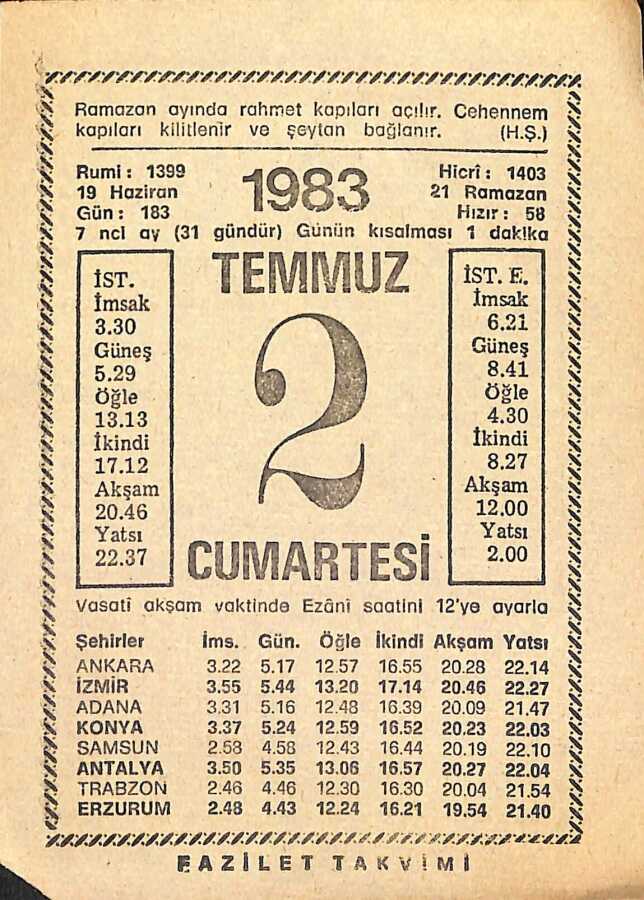 Ramazan ayında rahmet kapıları açılır. Cehennem
kapıları kilitlenir ve şeytan bağlanır. (H.Ş.)
Rumi : 1399
19 Haziran
Gün : 183
1983
Hicrî : 1403
21 Ramazan
Hızır : 58
7 nci ay (31 gündür) Günün kısalması 1 dakika
TEMMUZ
2
CUMARTESİ
İST.
İmsak
3.30
Güneş
5.29
Öğle
13.13
İkindi
17.12
Akşam
20.46
Yatsı
22.37
İST. E.
İmsak
6.21
Güneş
8.41
Öğle
4.30
İkindi
8.27
Akşam
12.00
Yatsı
2.00
Vasatî akşam vaktinde Ezânî saatini 12'ye ayarla
Şehirler İms. Gün. Öğle İkindi Akşam Yatsı
ANKARA 3.22 5.17 12.57 16.55 20.28 22.14
İZMİR 3.55 5.44 13.20 17.14 20.46 22.27
ADANA 3.31 5.16 12.48 16.39 20.09 21.47
KONYA 3.37 5.24 12.59 16.52 20.23 22.03
SAMSUN 2.53 4.58 12.43 16.44 20.19 22.10
ANTALYA 3.50 5.35 13.06 16.57 20.27 22.04
TRABZON 2.46 4.46 12.30 16.30 20.04 21.54
ERZURUM 2.48 4.43 12.24 16.21 19.54 21.40
FAZİLET TAKVİMİ